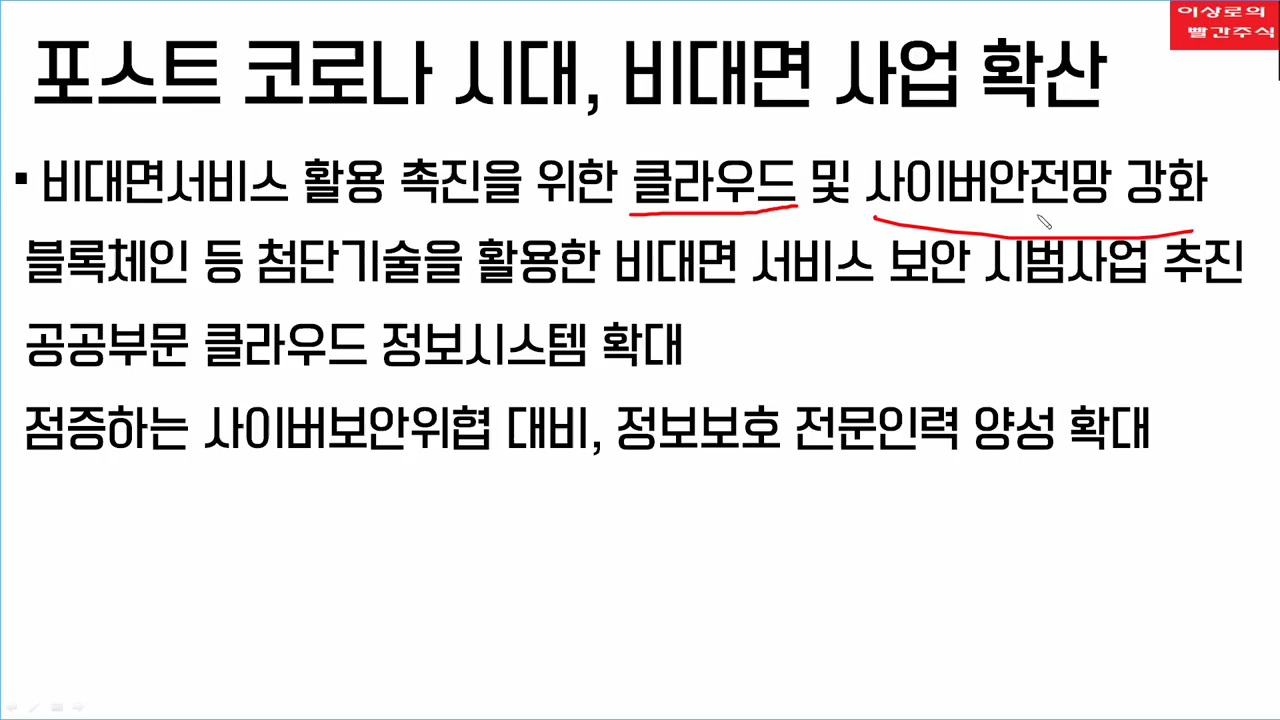 이상로의
빨간주식
포스트 코로나 시대, 비대면 사업 확산
▪ 비대면서비스 활용 촉진을 위한 클라우드 및 사이버안전망 강화
블록체인 등 첨단기술을 활용한 비대면 서비스 보안 시범사업 추진
공공부문 클라우드 정보시스템 확대
점증하는 사이버보안위협 대비, 정보보호 전문인력 양성 확대